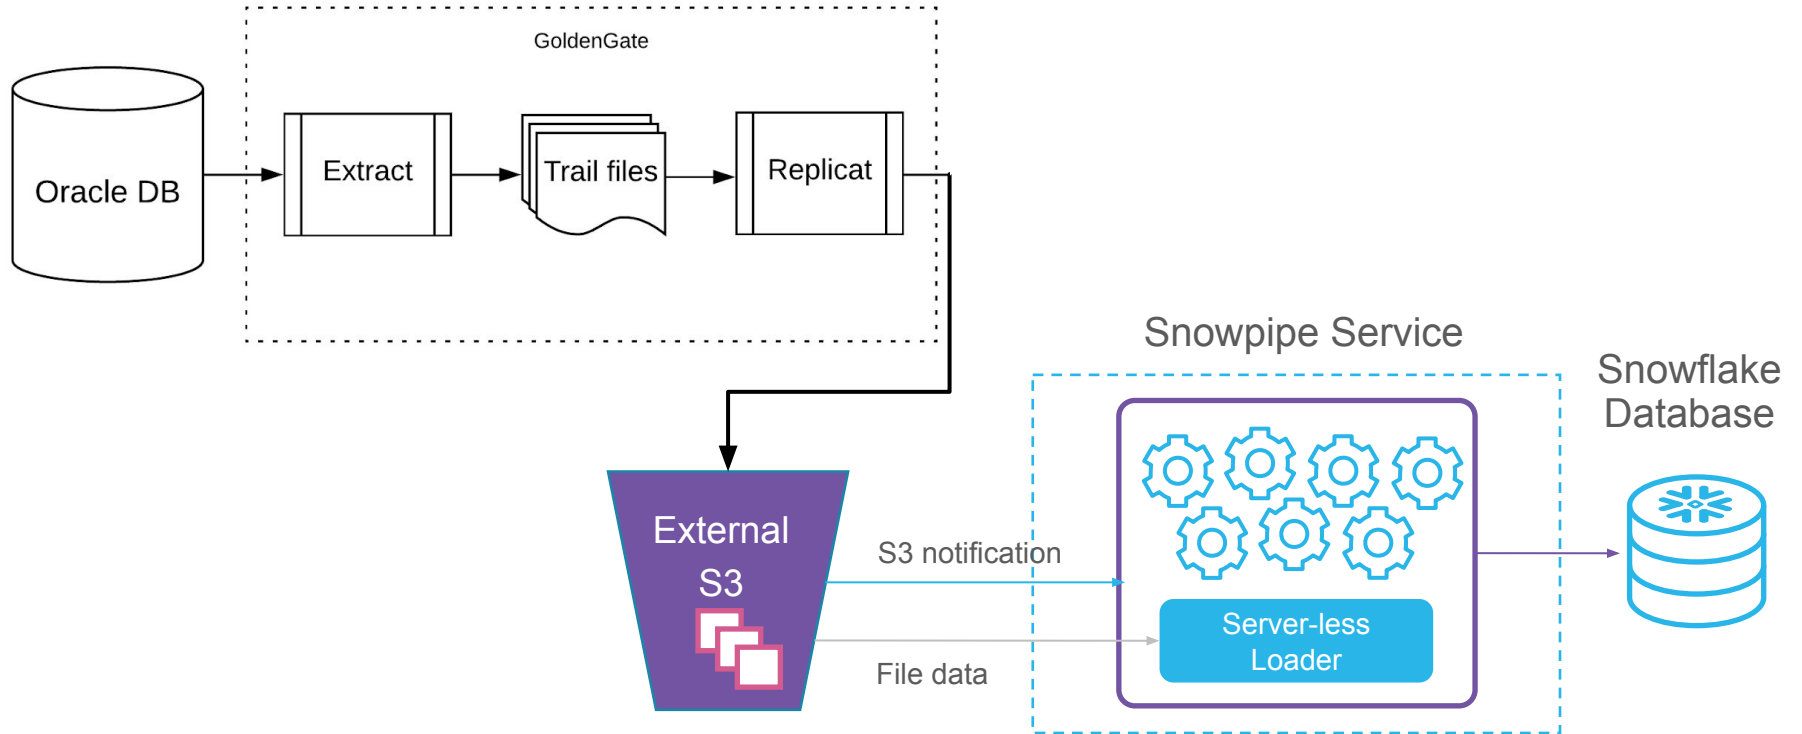 GoldenGate
Oracle DB
Extract
Trail files
Replicat
Snowpipe Service
Snowflake
Database
External
S3
S3 notification
File data
Server-less
Loader